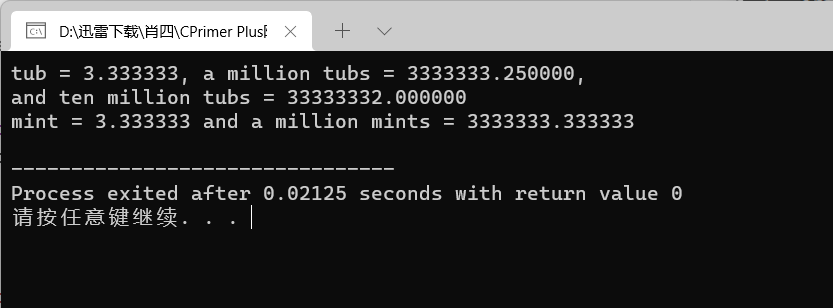 D:\迅雷下载\肖四\CPrimer Plus
tub = 3.333333, a million tubs = 3333333.250000,
and ten million tubs = 33333332.000000
mint = 3.333333 and a million mints = 3333333.333333
--------------------------------
Process exited after 0.02125 seconds with return value 0
请按任意键继续. . .